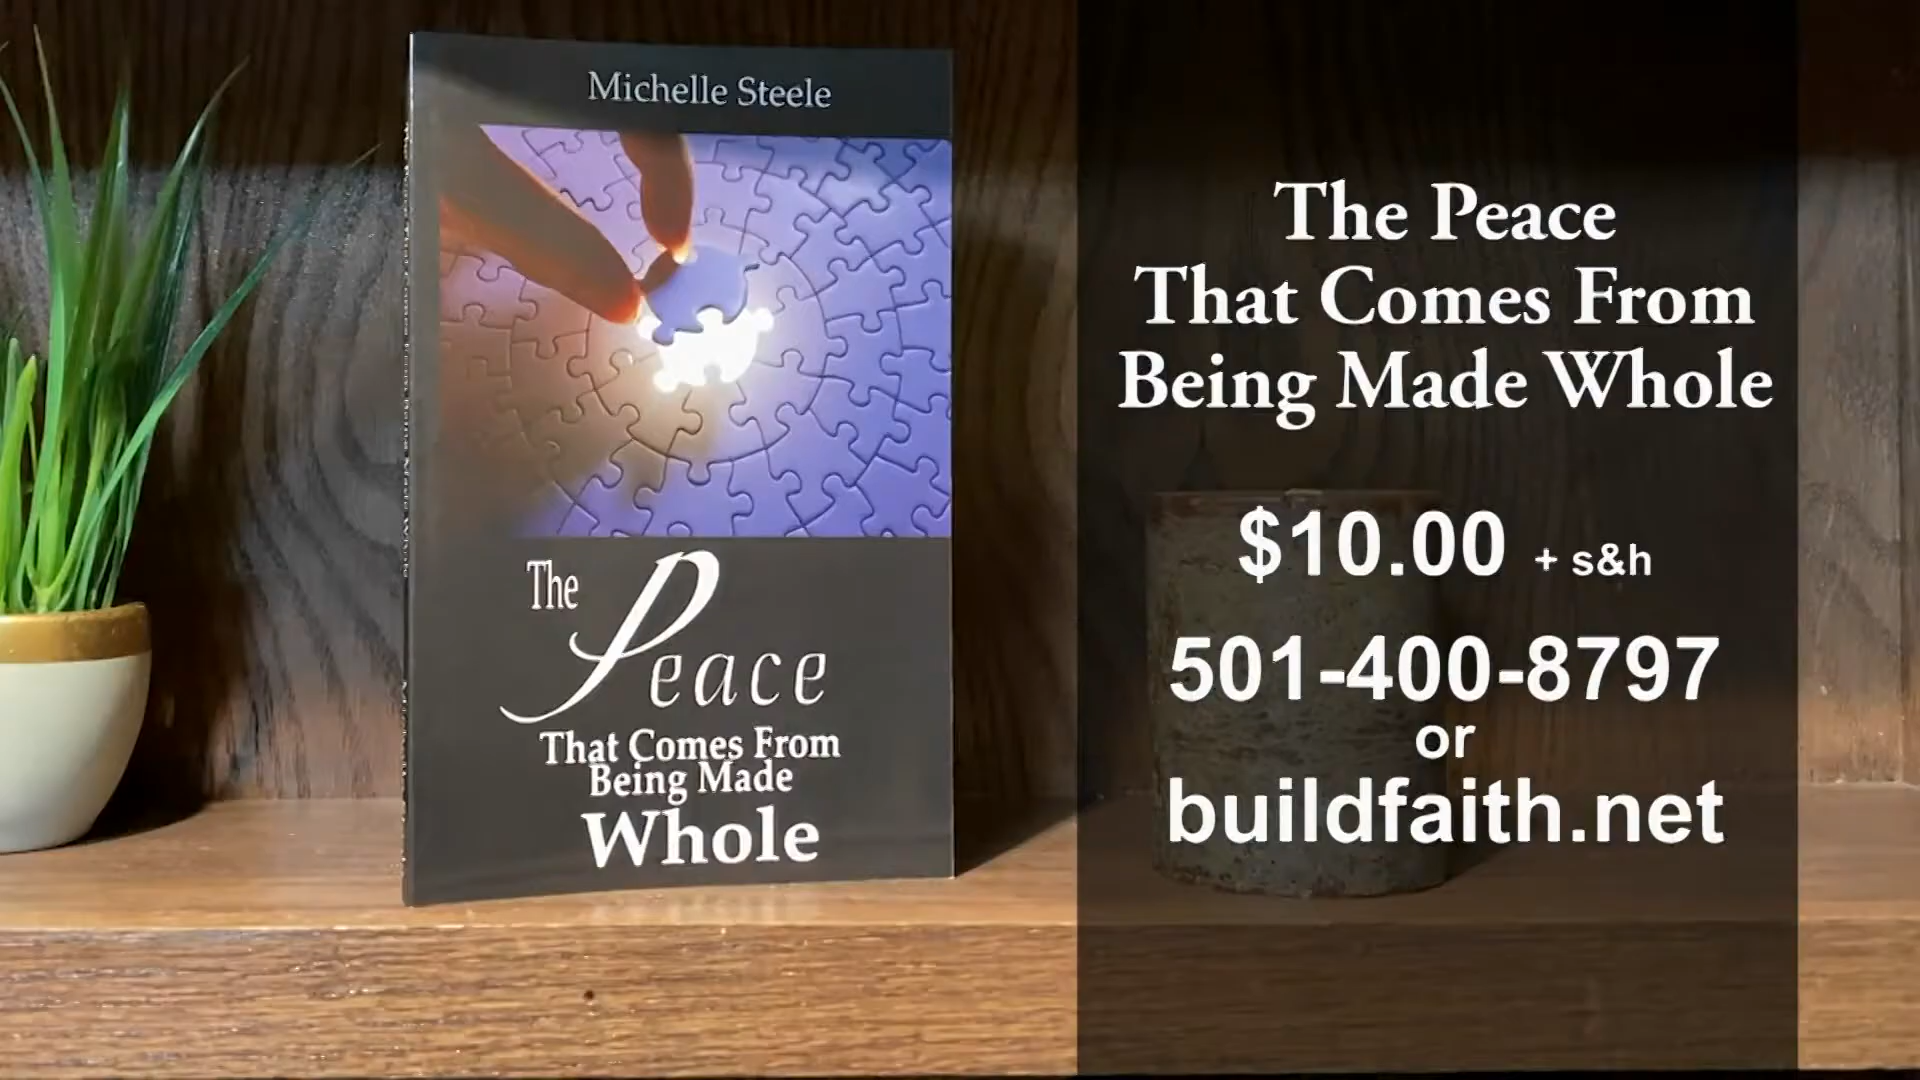 Michelle Steele
The Peace
That Comes From
Being Made
Whole
The Peace
That Comes From
Being Made Whole
$10.00 + s&h
501-400-8797
or
buildfaith.net